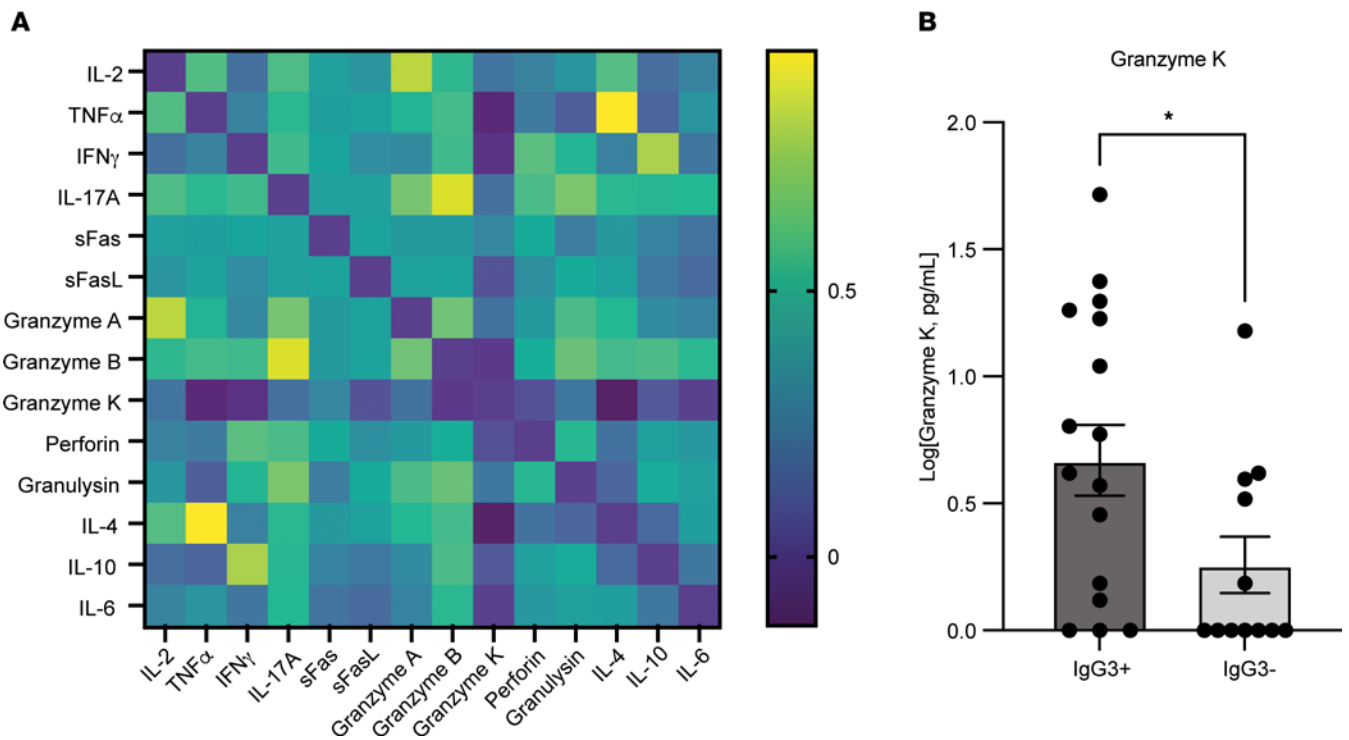 A
IL-2
TNFα
IFNγ
IL-17A
sFas
sFasL
Granzyme A
Granzyme B
Granzyme K
Perforin
Granulysin
IL-4
IL-10
IL-6
IL-2
TNFα
IFNγ
IL-17A
sFas
sFasL
Granzyme A
Granzyme B
Granzyme K
Perforin
Granulysin
IL-4
IL-10
IL-6
0.5
0
B
Granzyme K
*
Log[Granzyme K, pg/mL]
2.0
1.5
1.0
0.5
0.0
IgG3+
IgG3-